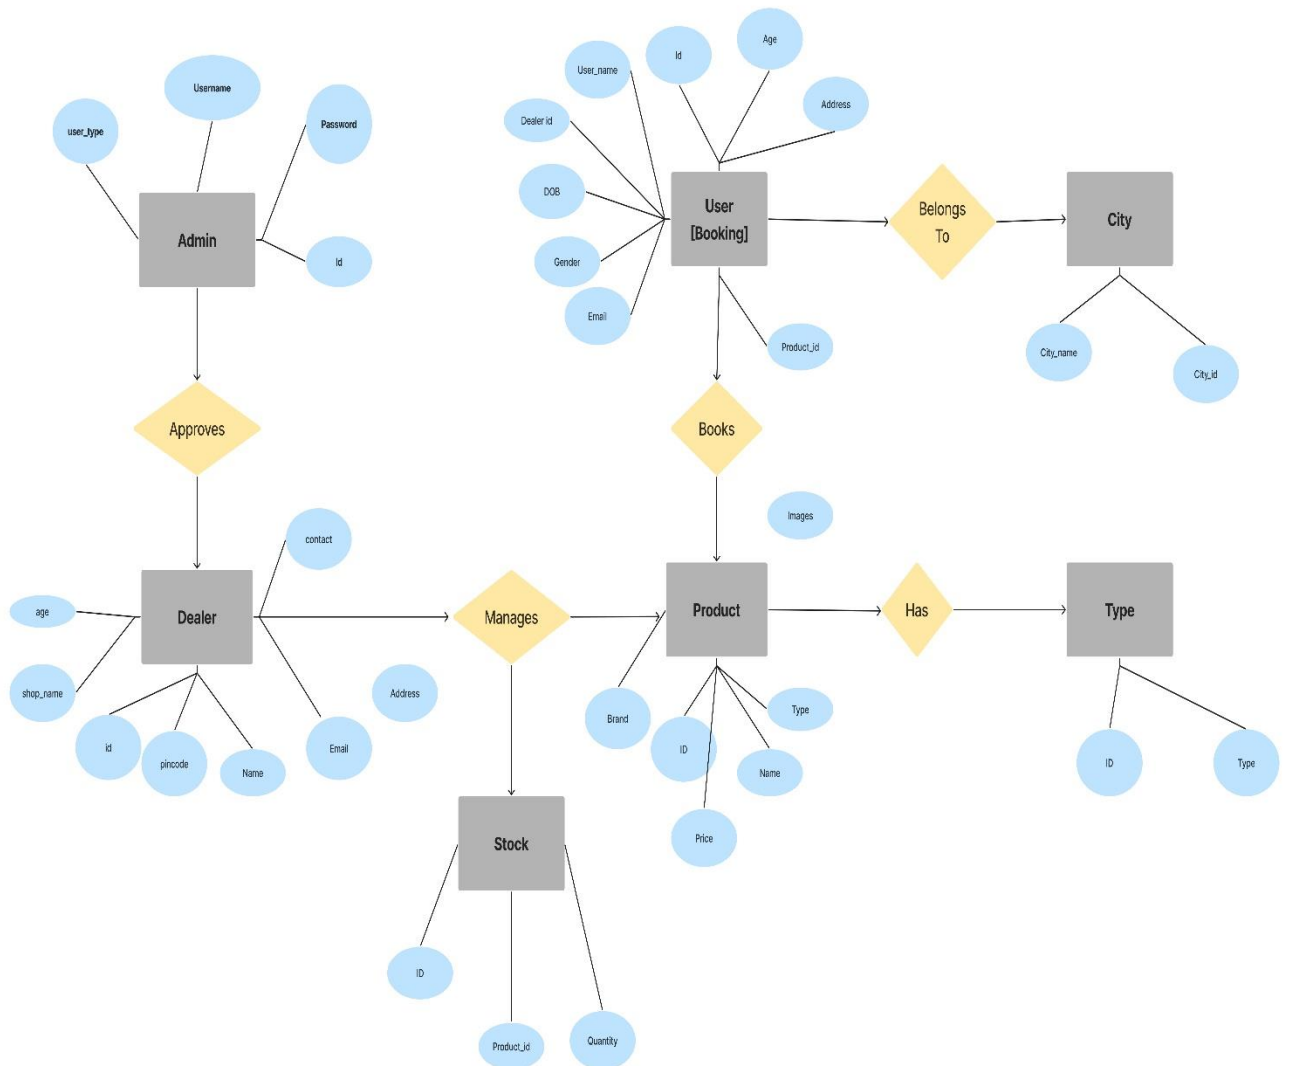 Age
Id
User_name
Username
Address
Password
Dealer id
user_type
DOB
User
[Booking]
Belongs
To
City
Admin
Gender
Id
Email
Product_id
City_name
City_id
Approves
Books
Images
contact
age
Dealer
Manages
Product
Has
Type
shop_name
Address
Type
Brand
id
Email
ID
pincode
Name
Name
ID
Type
Price
Stock
ID
Quantity
Product_id